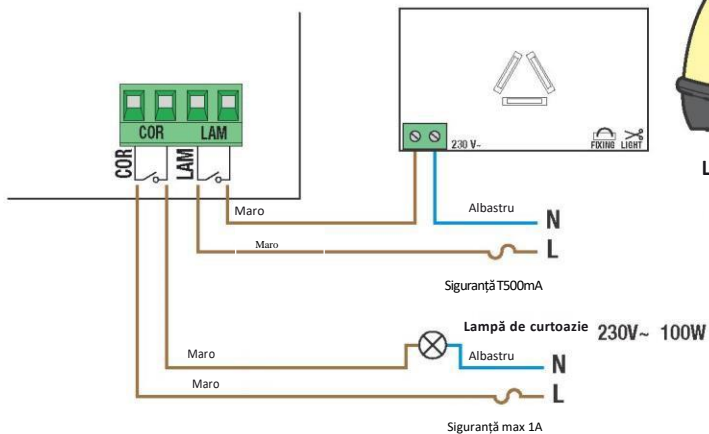 COR LAM
COR
LAM
230 V~
FIXING LIGHT
L
Maro
Albastru
N
Maro
L
Siguranță T500mA
Lampă de curtoazie 230V~ 100W
Maro
Albastru
N
Maro
L
Siguranță max 1A